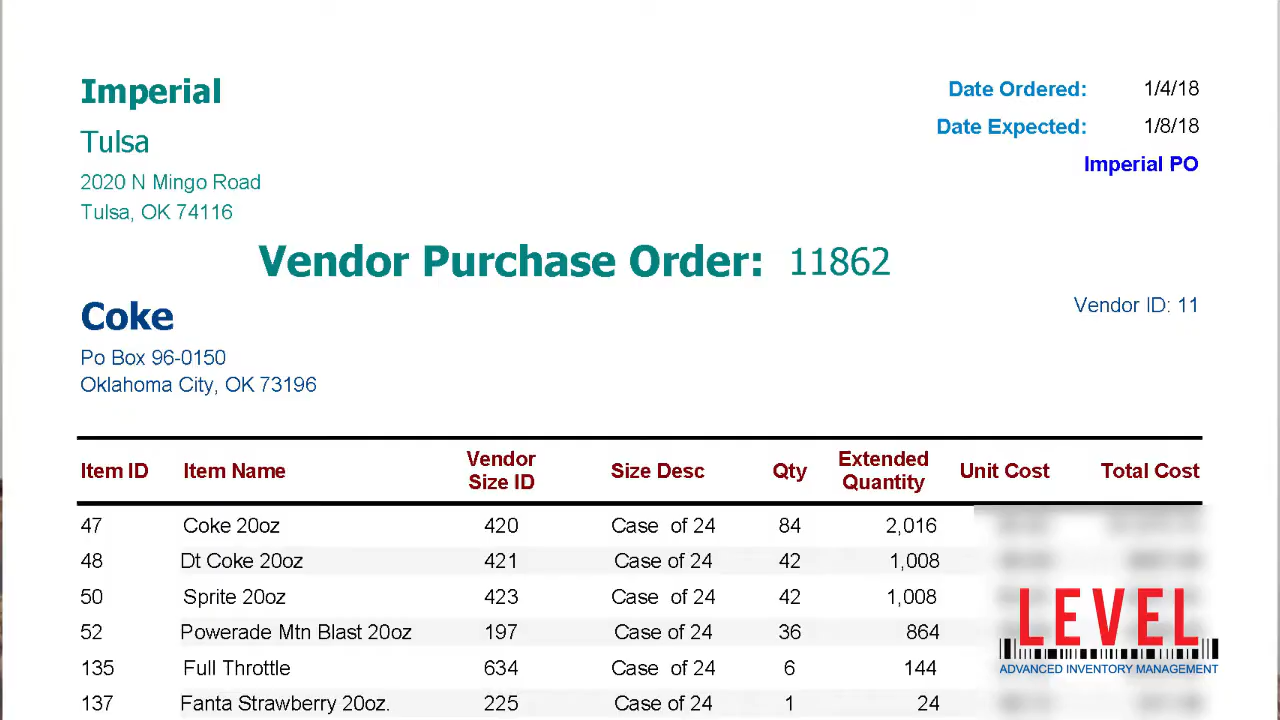 Imperial
Date Ordered: 1/4/18
Tulsa
Date Expected: 1/8/18
2020 N Mingo Road
Imperial PO
Tulsa, OK 74116
Vendor Purchase Order: 11862
Coke
Vendor ID: 11
Po Box 96-0150
Oklahoma City, OK 73196
Item ID Item Name Vendor Size ID Size Desc Qty Extended Quantity Unit Cost Total Cost
47 Coke 20oz 420 Case of 24 84 2,016
48 Dt Coke 20oz 421 Case of 24 42 1,008
50 Sprite 20oz 423 Case of 24 42 1,008
52 Powerade Mtn Blast 20oz 197 Case of 24 36 864
135 Full Throttle 634 Case of 24 6 144
137 Fanta Strawberry 20oz. 225 Case of 24 1 24
LEVEL
ADVANCED INVENTORY MANAGEMENT